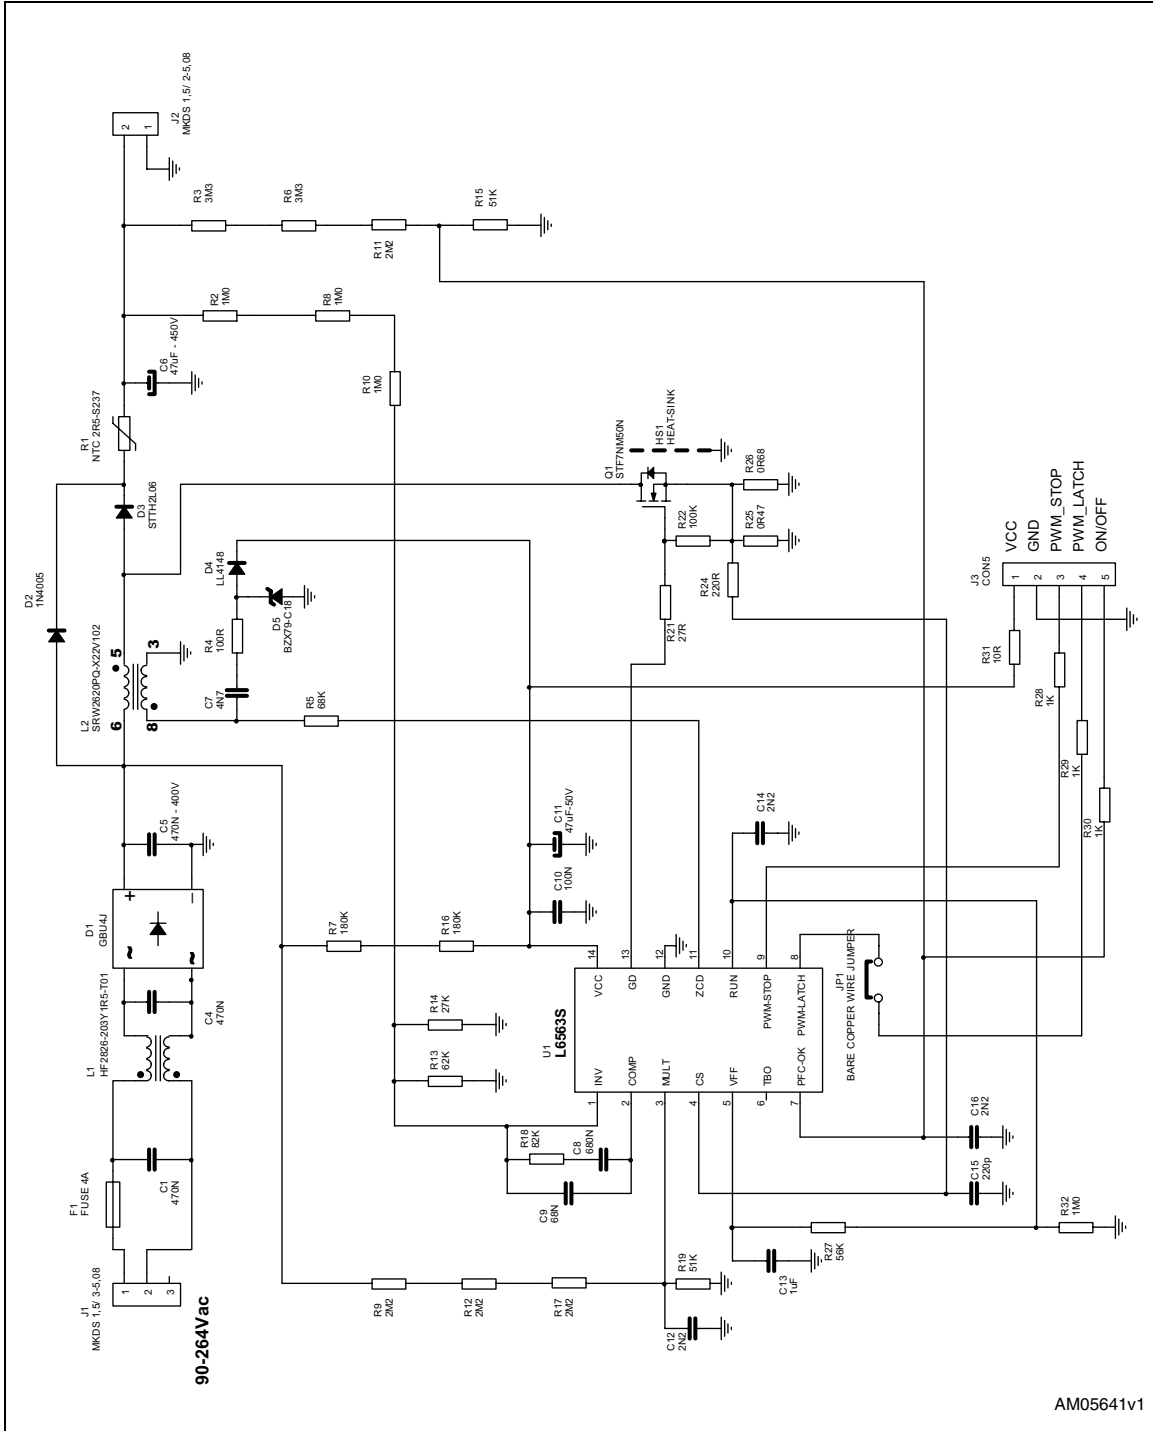 J1
MKDS 1,5/ 3-5,08
1
2
3
90-264Vac
F1
FUSE 4A
C1
470N
L1
HF2826-203Y1R5-T01
C4
470N
D1
GBU4J
~
~
+
–
C5
470N - 400V
D2
1N4005
L2
SRW2620PQ-X22V102
6
5
8
3
D3
STTH2L06
R1
NTC 2R5-S237
C6
47uF - 450V
J2
MKDS 1,5/ 2-5,08
2
1
R3
3M3
R6
3M3
R11
2M2
R15
51K
R2
1M0
R8
1M0
R10
1M0
D4
LL4148
R4
100R
D5
BZX79-C18
C7
4N7
R5
68K
R7
180K
R16
180K
C10
100N
C11
47uF-50V
R14
27K
R13
62K
R18
82K
C8
680N
C9
68N
R9
2M2
R12
2M2
R17
2M2
R19
51K
C12
2N2
U1
L6563S
INV
1
COMP
2
MULT
3
CS
4
VFF
5
TBO
6
PFC-OK
7
VCC
14
GD
13
GND
12
ZCD
11
RUN
10
PWM-STOP
9
PWM-LATCH
8
Q1
STF7NM50N
HS1
HEAT-SINK
R22
100K
R21
27R
R24
220R
R25
0R47
R26
0R68
C14
2N2
JP1
BARE COPPER WIRE JUMPER
C13
1uF
R27
56K
R32
1M0
C15
220p
C16
2N2
R31
10R
R28
1K
R29
1K
R30
1K
J3
CON5
1
2
3
4
5
VCC
GND
PWM_STOP
PWM_LATCH
ON/OFF
AM05641v1